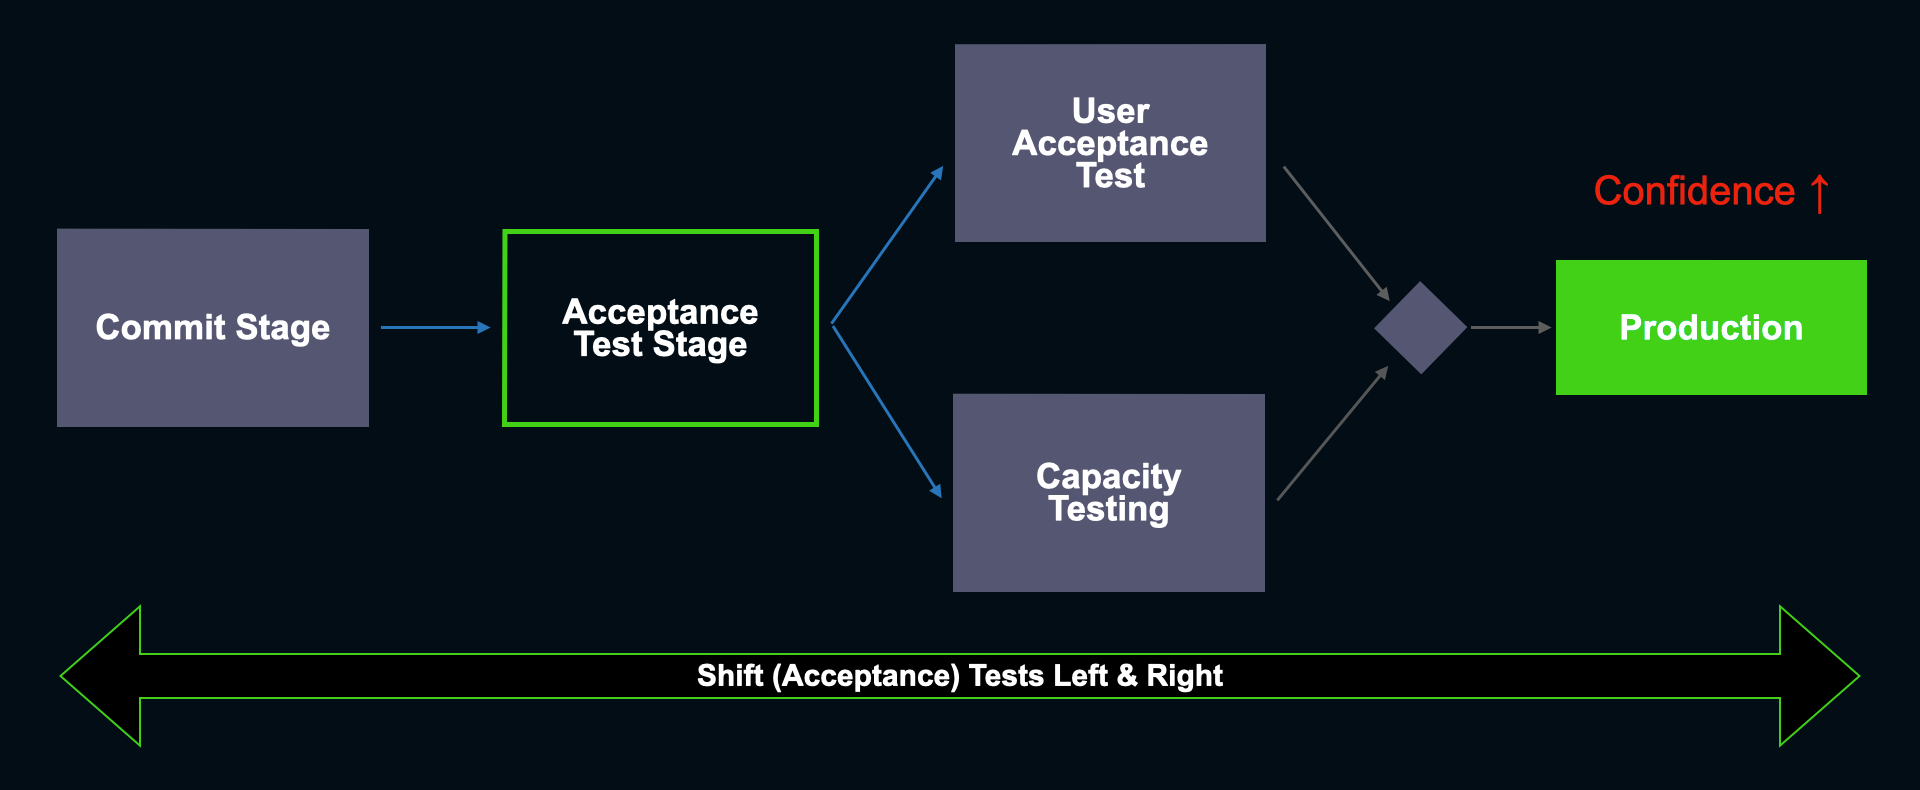 Commit Stage
Acceptance
Test Stage
User
Acceptance
Test
Capacity
Testing
Confidence ↑
Production
Shift (Acceptance) Tests Left & Right